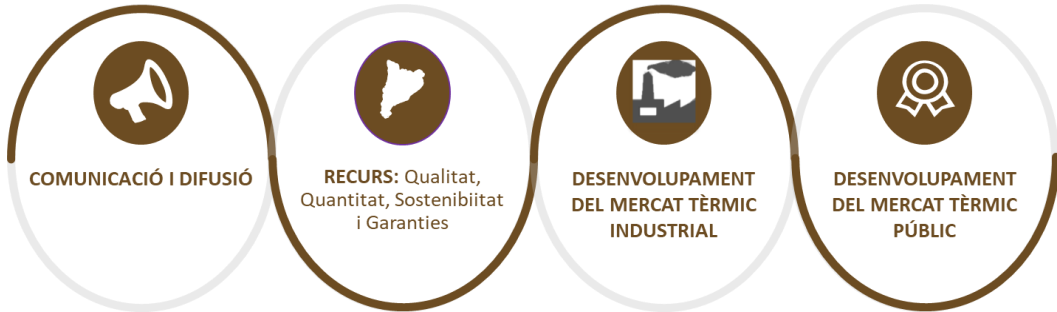 COMUNICACIÓ I DIFUSIÓ
RECURS: Qualitat,
Quantitat, Sostenibiitat
i Garanties
DESENVOLUPAMENT
DEL MERCAT TÈRMIC
INDUSTRIAL
DESENVOLUPAMENT
DEL MERCAT TÈRMIC
PÚBLIC